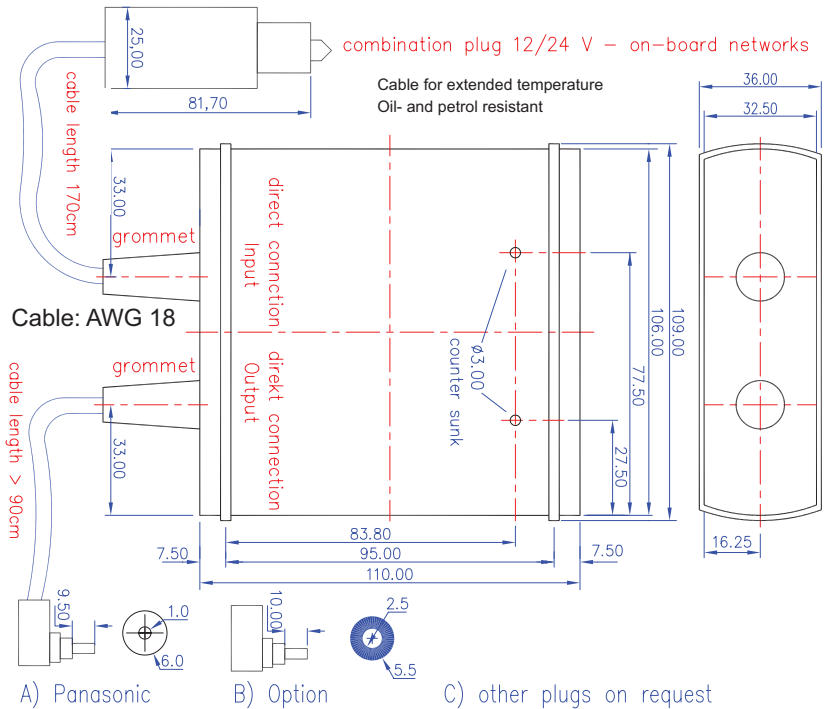 25,00
combination plug 12/24 V – on-board networks
81,70
Cable for extended temperature
Oil- and petrol resistant
36.00
32.50
cable length 170cm
33.00
direct connction
Input
grommet
Cable: AWG 18
ø3.00
counter sunk
77.50
106.00
109.00
grommet
direkt connection
Output
cable length > 90cm
33.00
27.50
83.80
7.50
95.00
7.50
110.00
16.25
9.50
1.0
6.0
10.00
2.5
5.5
A) Panasonic
B) Option
C) other plugs on request